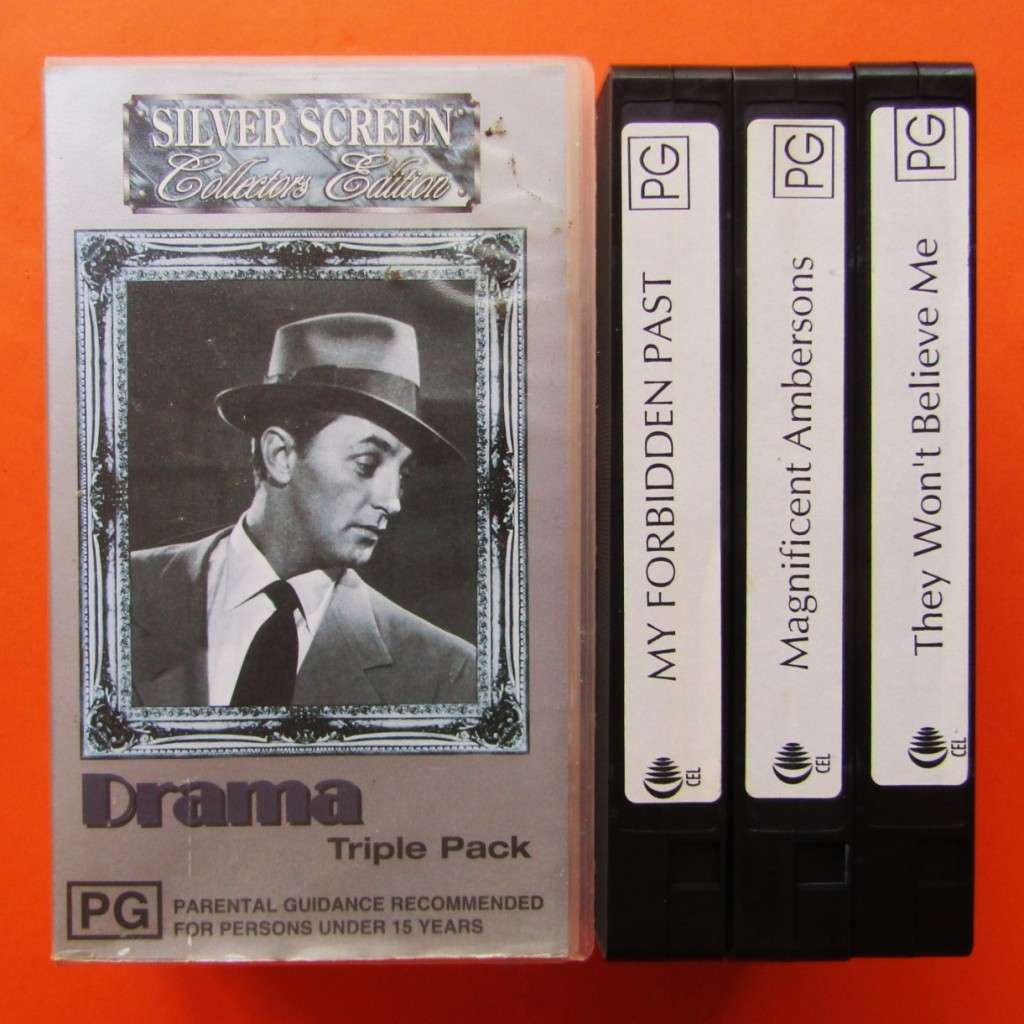 SILVER SCREEN
Collectors Edition
Drama
Triple Pack
PG PARENTAL GUIDANCE RECOMMENDED
FOR PERSONS UNDER 15 YEARS
PG MY FORBIDDEN PAST CEL
PG Magnificent Ambersons CEL
PG They Won't Believe Me CEL